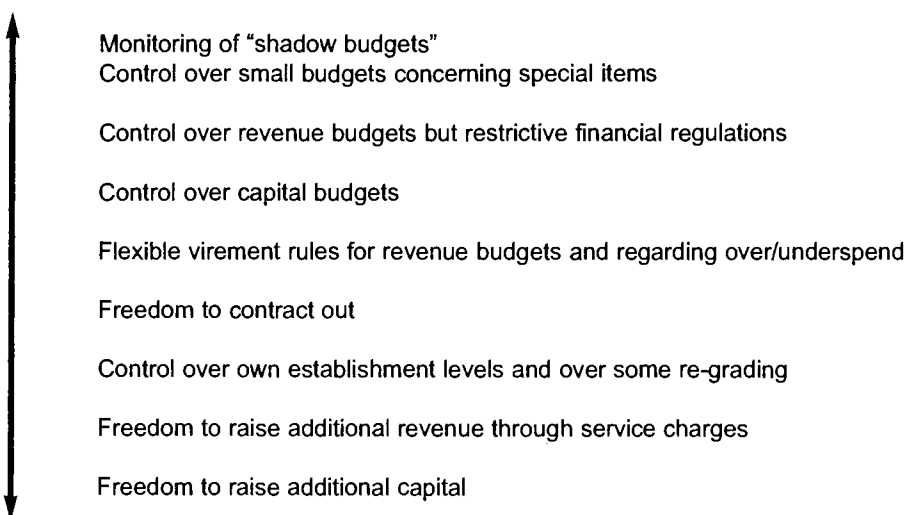 Monitoring of “shadow budgets”
Control over small budgets concerning special items
Control over revenue budgets but restrictive financial regulations
Control over capital budgets
Flexible virement rules for revenue budgets and regarding over/underspend
Freedom to contract out
Control over own establishment levels and over some re-grading
Freedom to raise additional revenue through service charges
Freedom to raise additional capital